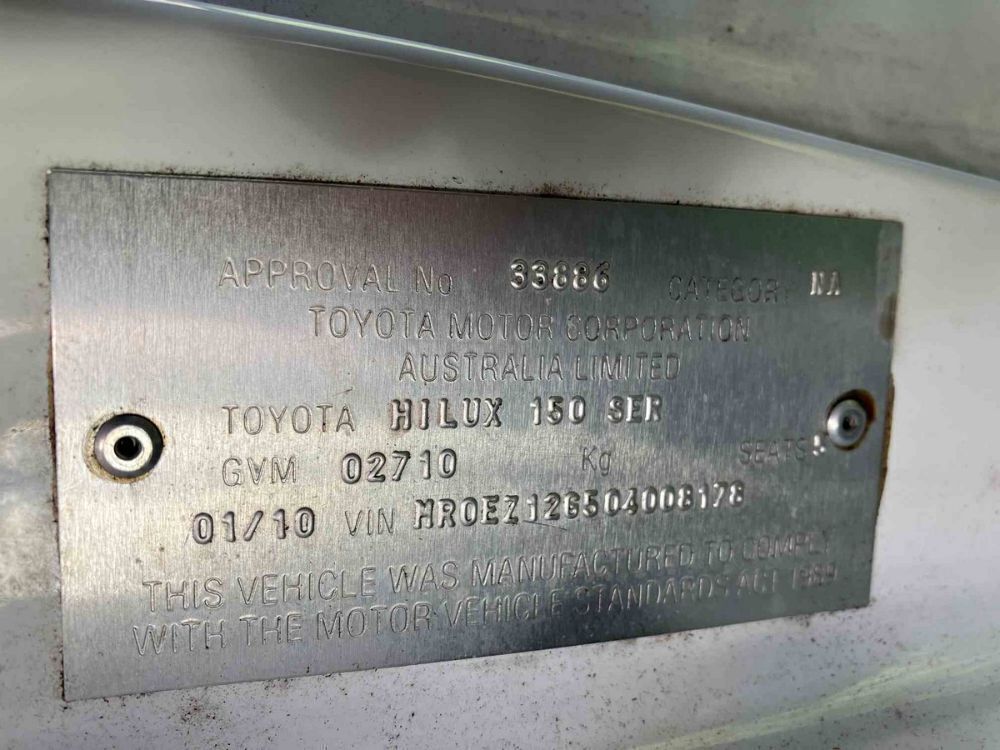 APPROVAL No 33886 CATEGORY NA
TOYOTA MOTOR CORPORATION
AUSTRALIA LIMITED
TOYOTA HILUX 150 SER
GVM 02710 Kg SEATS 5
01/10 VIN MR0EZ12G504008178
THIS VEHICLE WAS MANUFACTURED TO COMPLY
WITH THE MOTOR VEHICLE STANDARDS ACT 1989